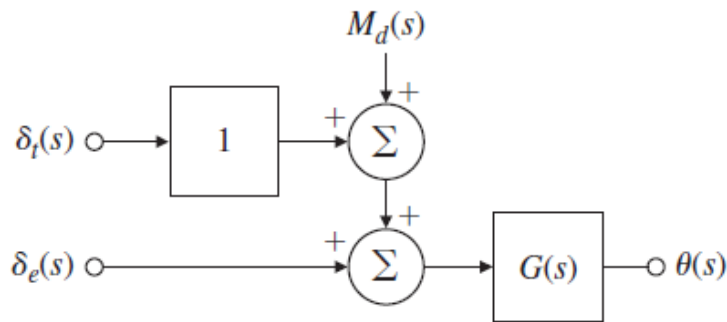 M_d(s)
+
δ_t(s) 1 + Σ
+
δ_e(s) + Σ G(s) θ(s)